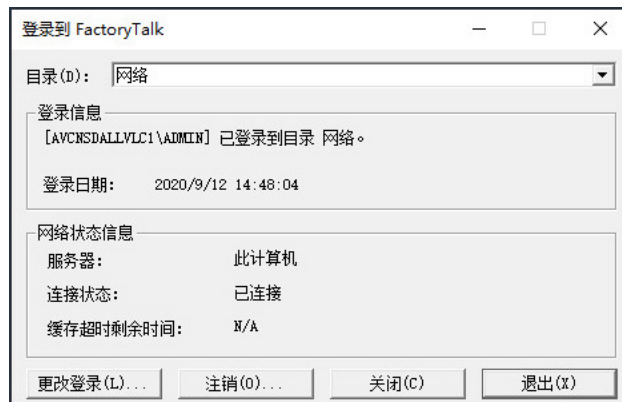 登录到 FactoryTalk
目录(D)： 网络
登录信息
[AVCNSDALLVLC1\ADMIN] 已登录到目录 网络。
登录日期： 2020/9/12 14:48:04
网络状态信息
服务器： 此计算机
连接状态： 已连接
缓存超时剩余时间： N/A
更改登录(L)... 注销(O)... 关闭(C) 退出(X)